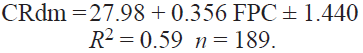 CRdm = 27.98 + 0.356 FPC ± 1.440
R² = 0.59 n = 189.